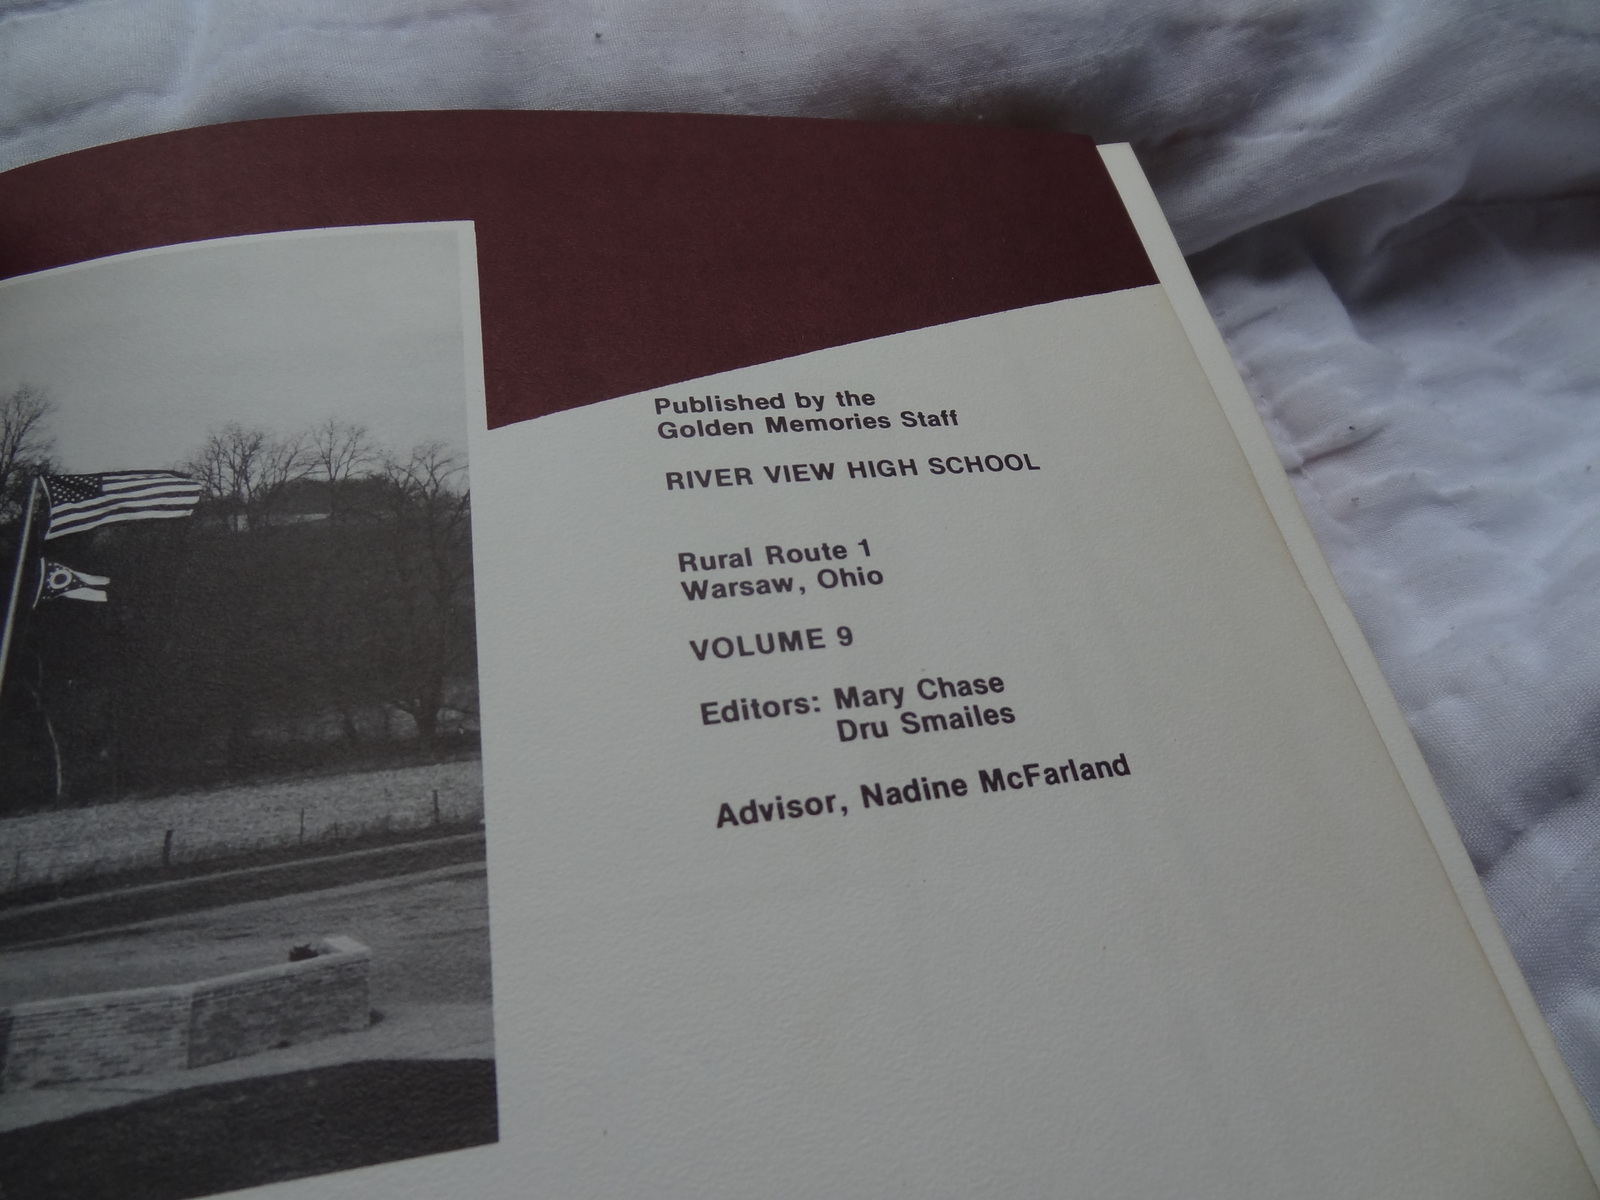 Published by the
Golden Memories Staff
RIVER VIEW HIGH SCHOOL
Rural Route 1
Warsaw, Ohio
VOLUME 9
Editors: Mary Chase
Dru Smailes
Advisor, Nadine McFarland